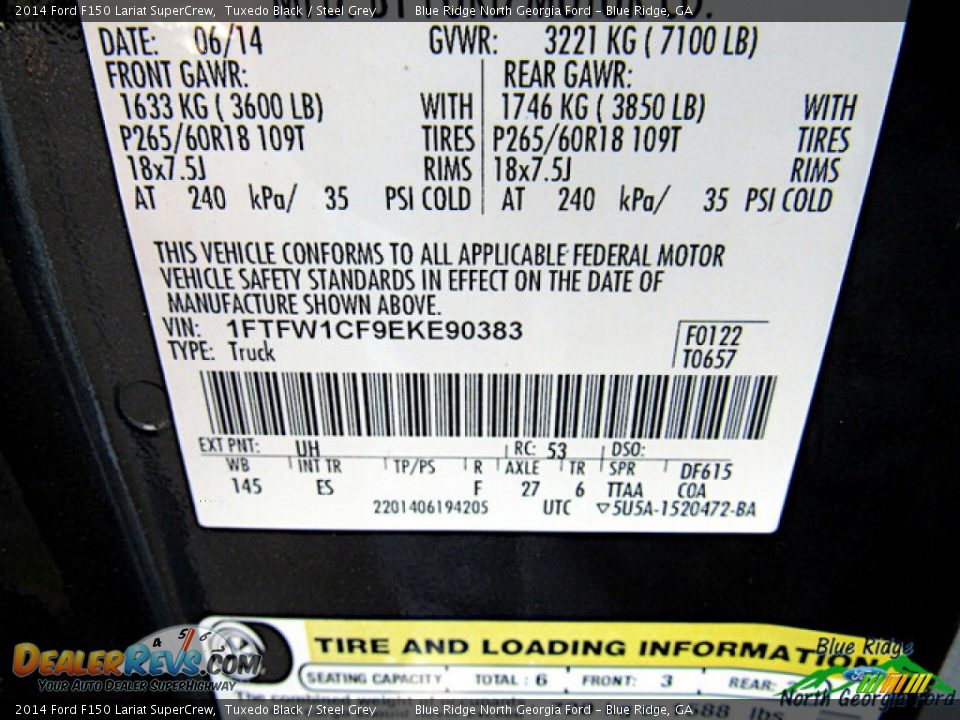 2014 Ford F150 Lariat SuperCrew, Tuxedo Black / Steel Grey Blue Ridge North Georgia Ford - Blue Ridge, GA
DATE: 06/14 GVWR: 3221 KG ( 7100 LB)
FRONT GAWR: REAR GAWR:
1633 KG ( 3600 LB) WITH 1746 KG ( 3850 LB) WITH
P265/60R18 109T TIRES P265/60R18 109T TIRES
18x7.5J RIMS 18x7.5J RIMS
AT 240 kPa/ 35 PSI COLD AT 240 kPa/ 35 PSI COLD
THIS VEHICLE CONFORMS TO ALL APPLICABLE FEDERAL MOTOR
VEHICLE SAFETY STANDARDS IN EFFECT ON THE DATE OF
MANUFACTURE SHOWN ABOVE.
VIN: 1FTFW1CF9EKE90383
TYPE: Truck
F0122
T0657
EXT PNT: UH RC: 53 DSO:
WB INT TR TP/PS R AXLE TR SPR DF615
145 ES F 27 6 TTAA COA
2201406194205 UTC ▽5U5A-1520472-BA
TIRE AND LOADING INFORMATION
SEATING CAPACITY TOTAL : 6 FRONT: 3 REAR:
The combined weight
lbs
4 5 6
DEALERREVS.COM
YOUR AUTO DEALER SUPERHIGHWAY
Blue Ridge
North Georgia Ford
2014 Ford F150 Lariat SuperCrew, Tuxedo Black / Steel Grey Blue Ridge North Georgia Ford - Blue Ridge, GA